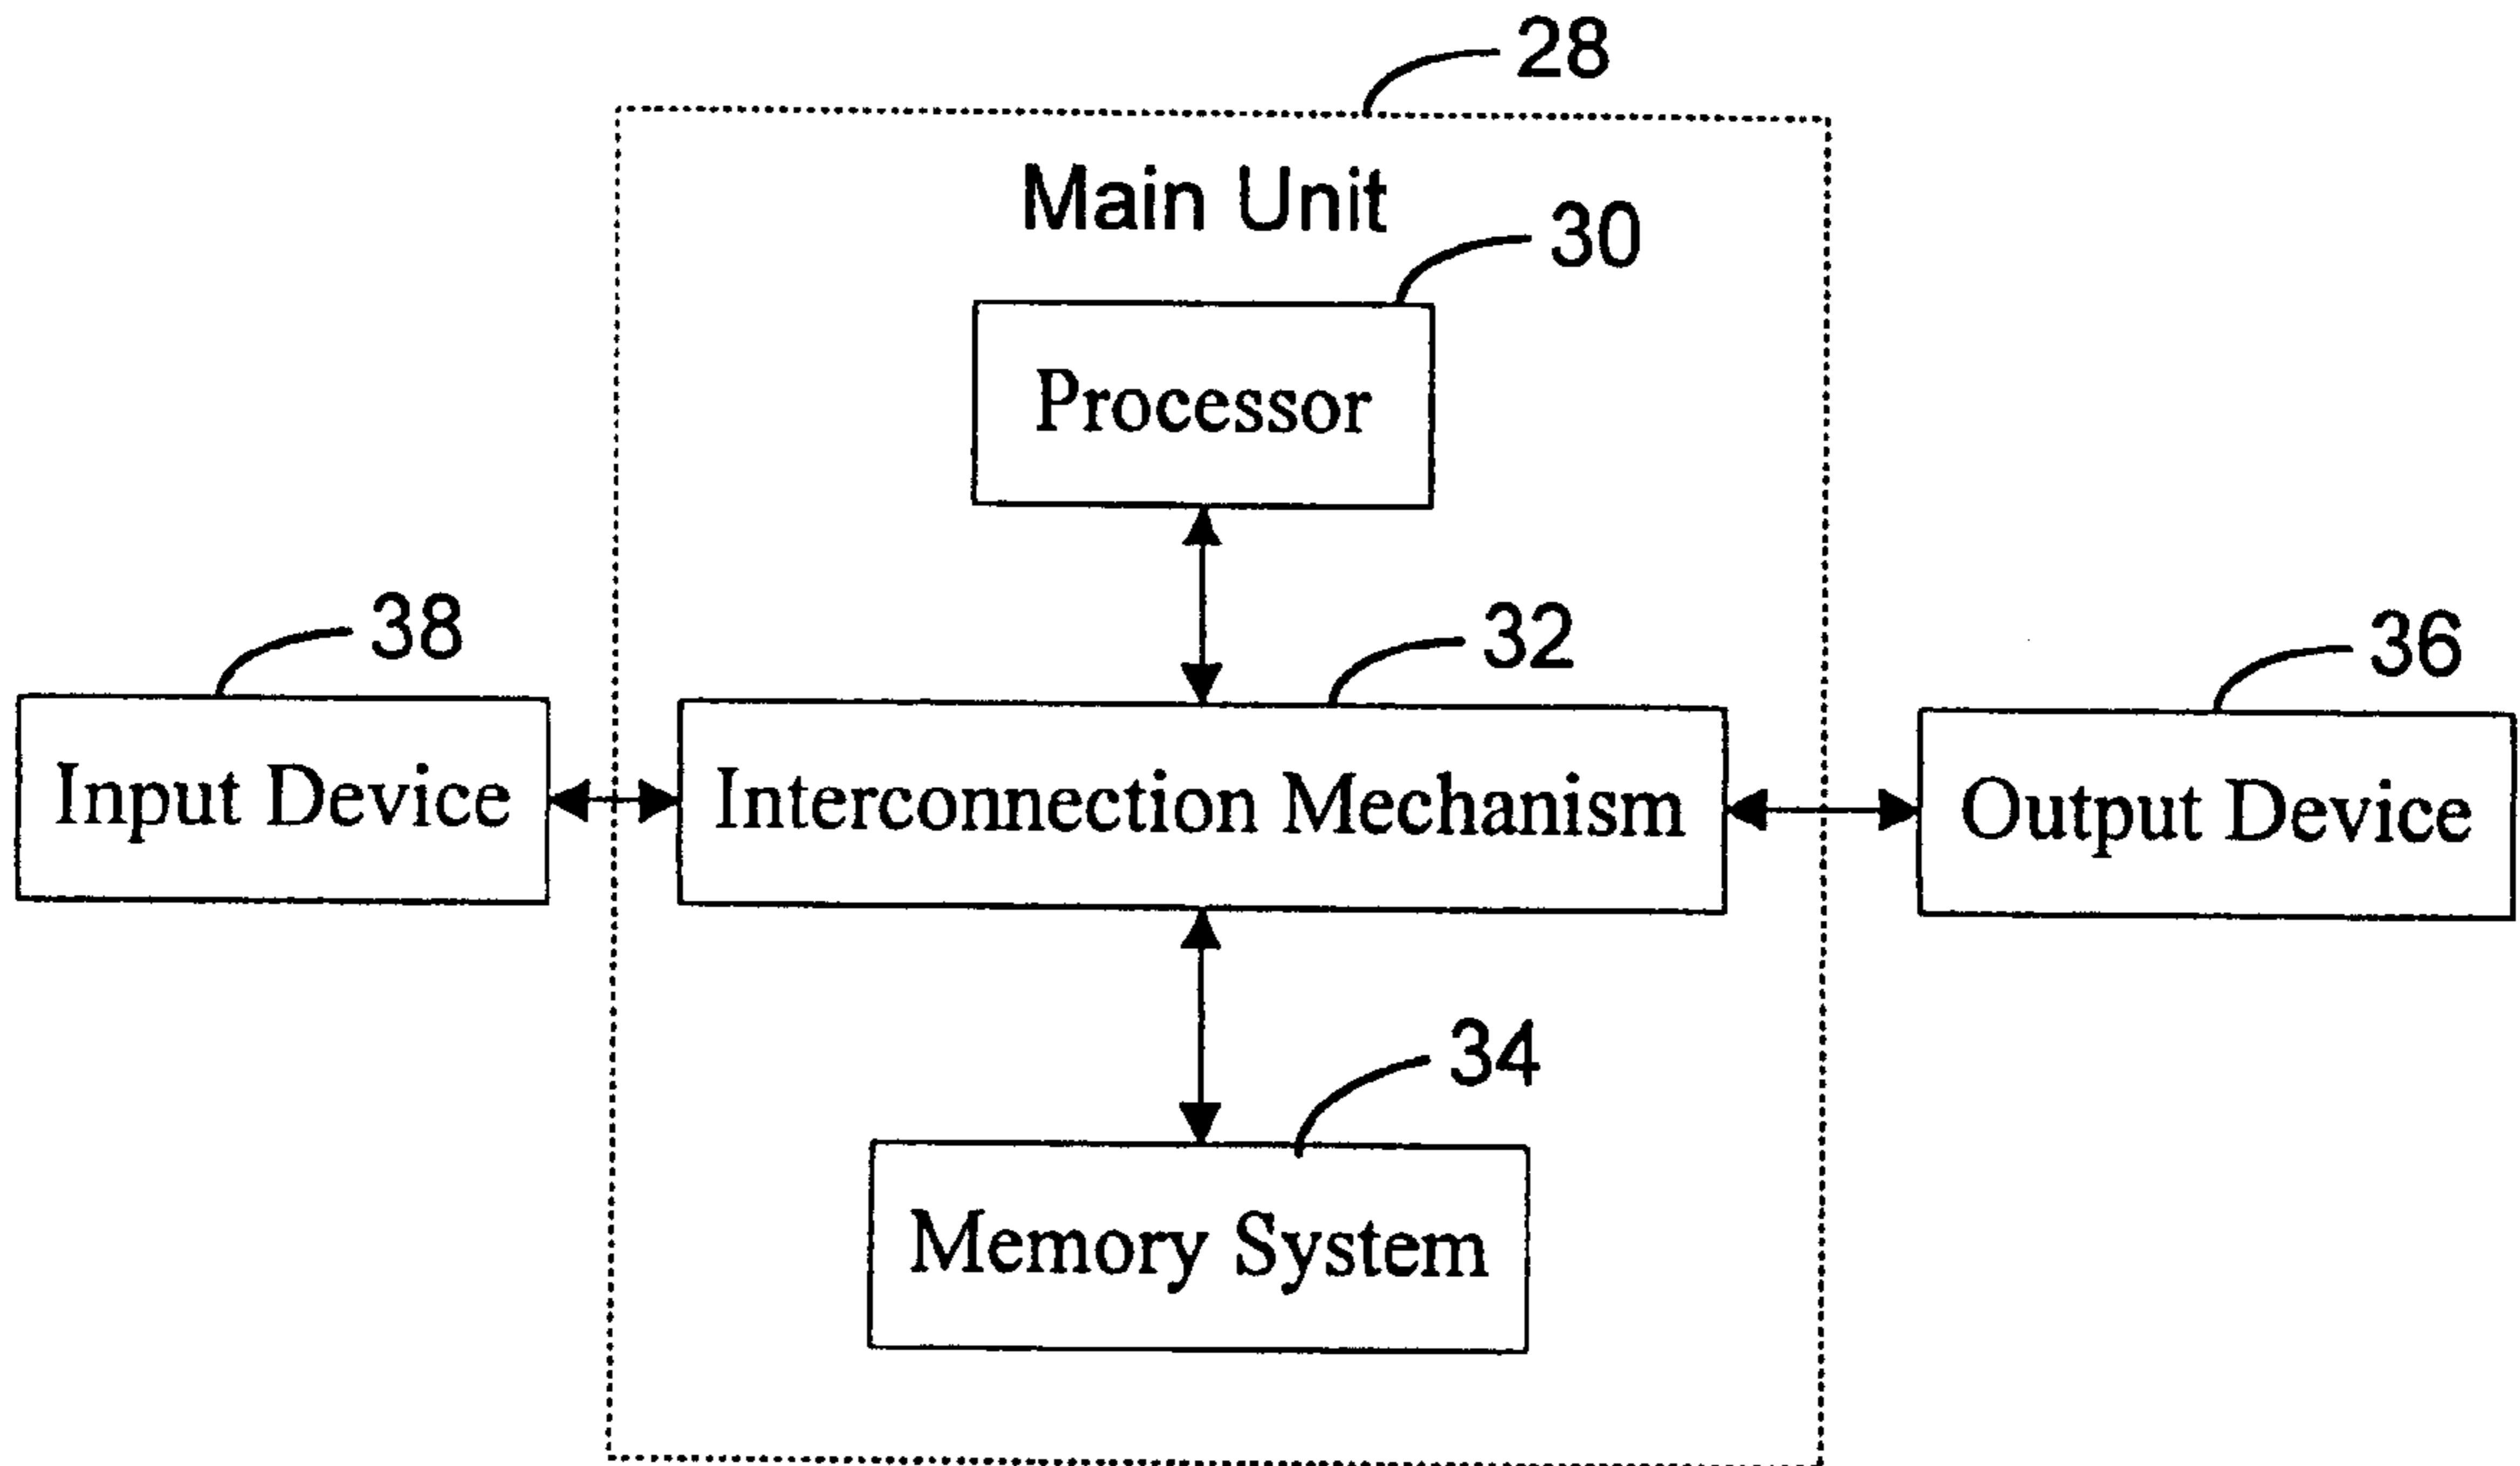 28
Main Unit
30
Processor
38
32
36
Input Device
Interconnection Mechanism
Output Device
34
Memory System